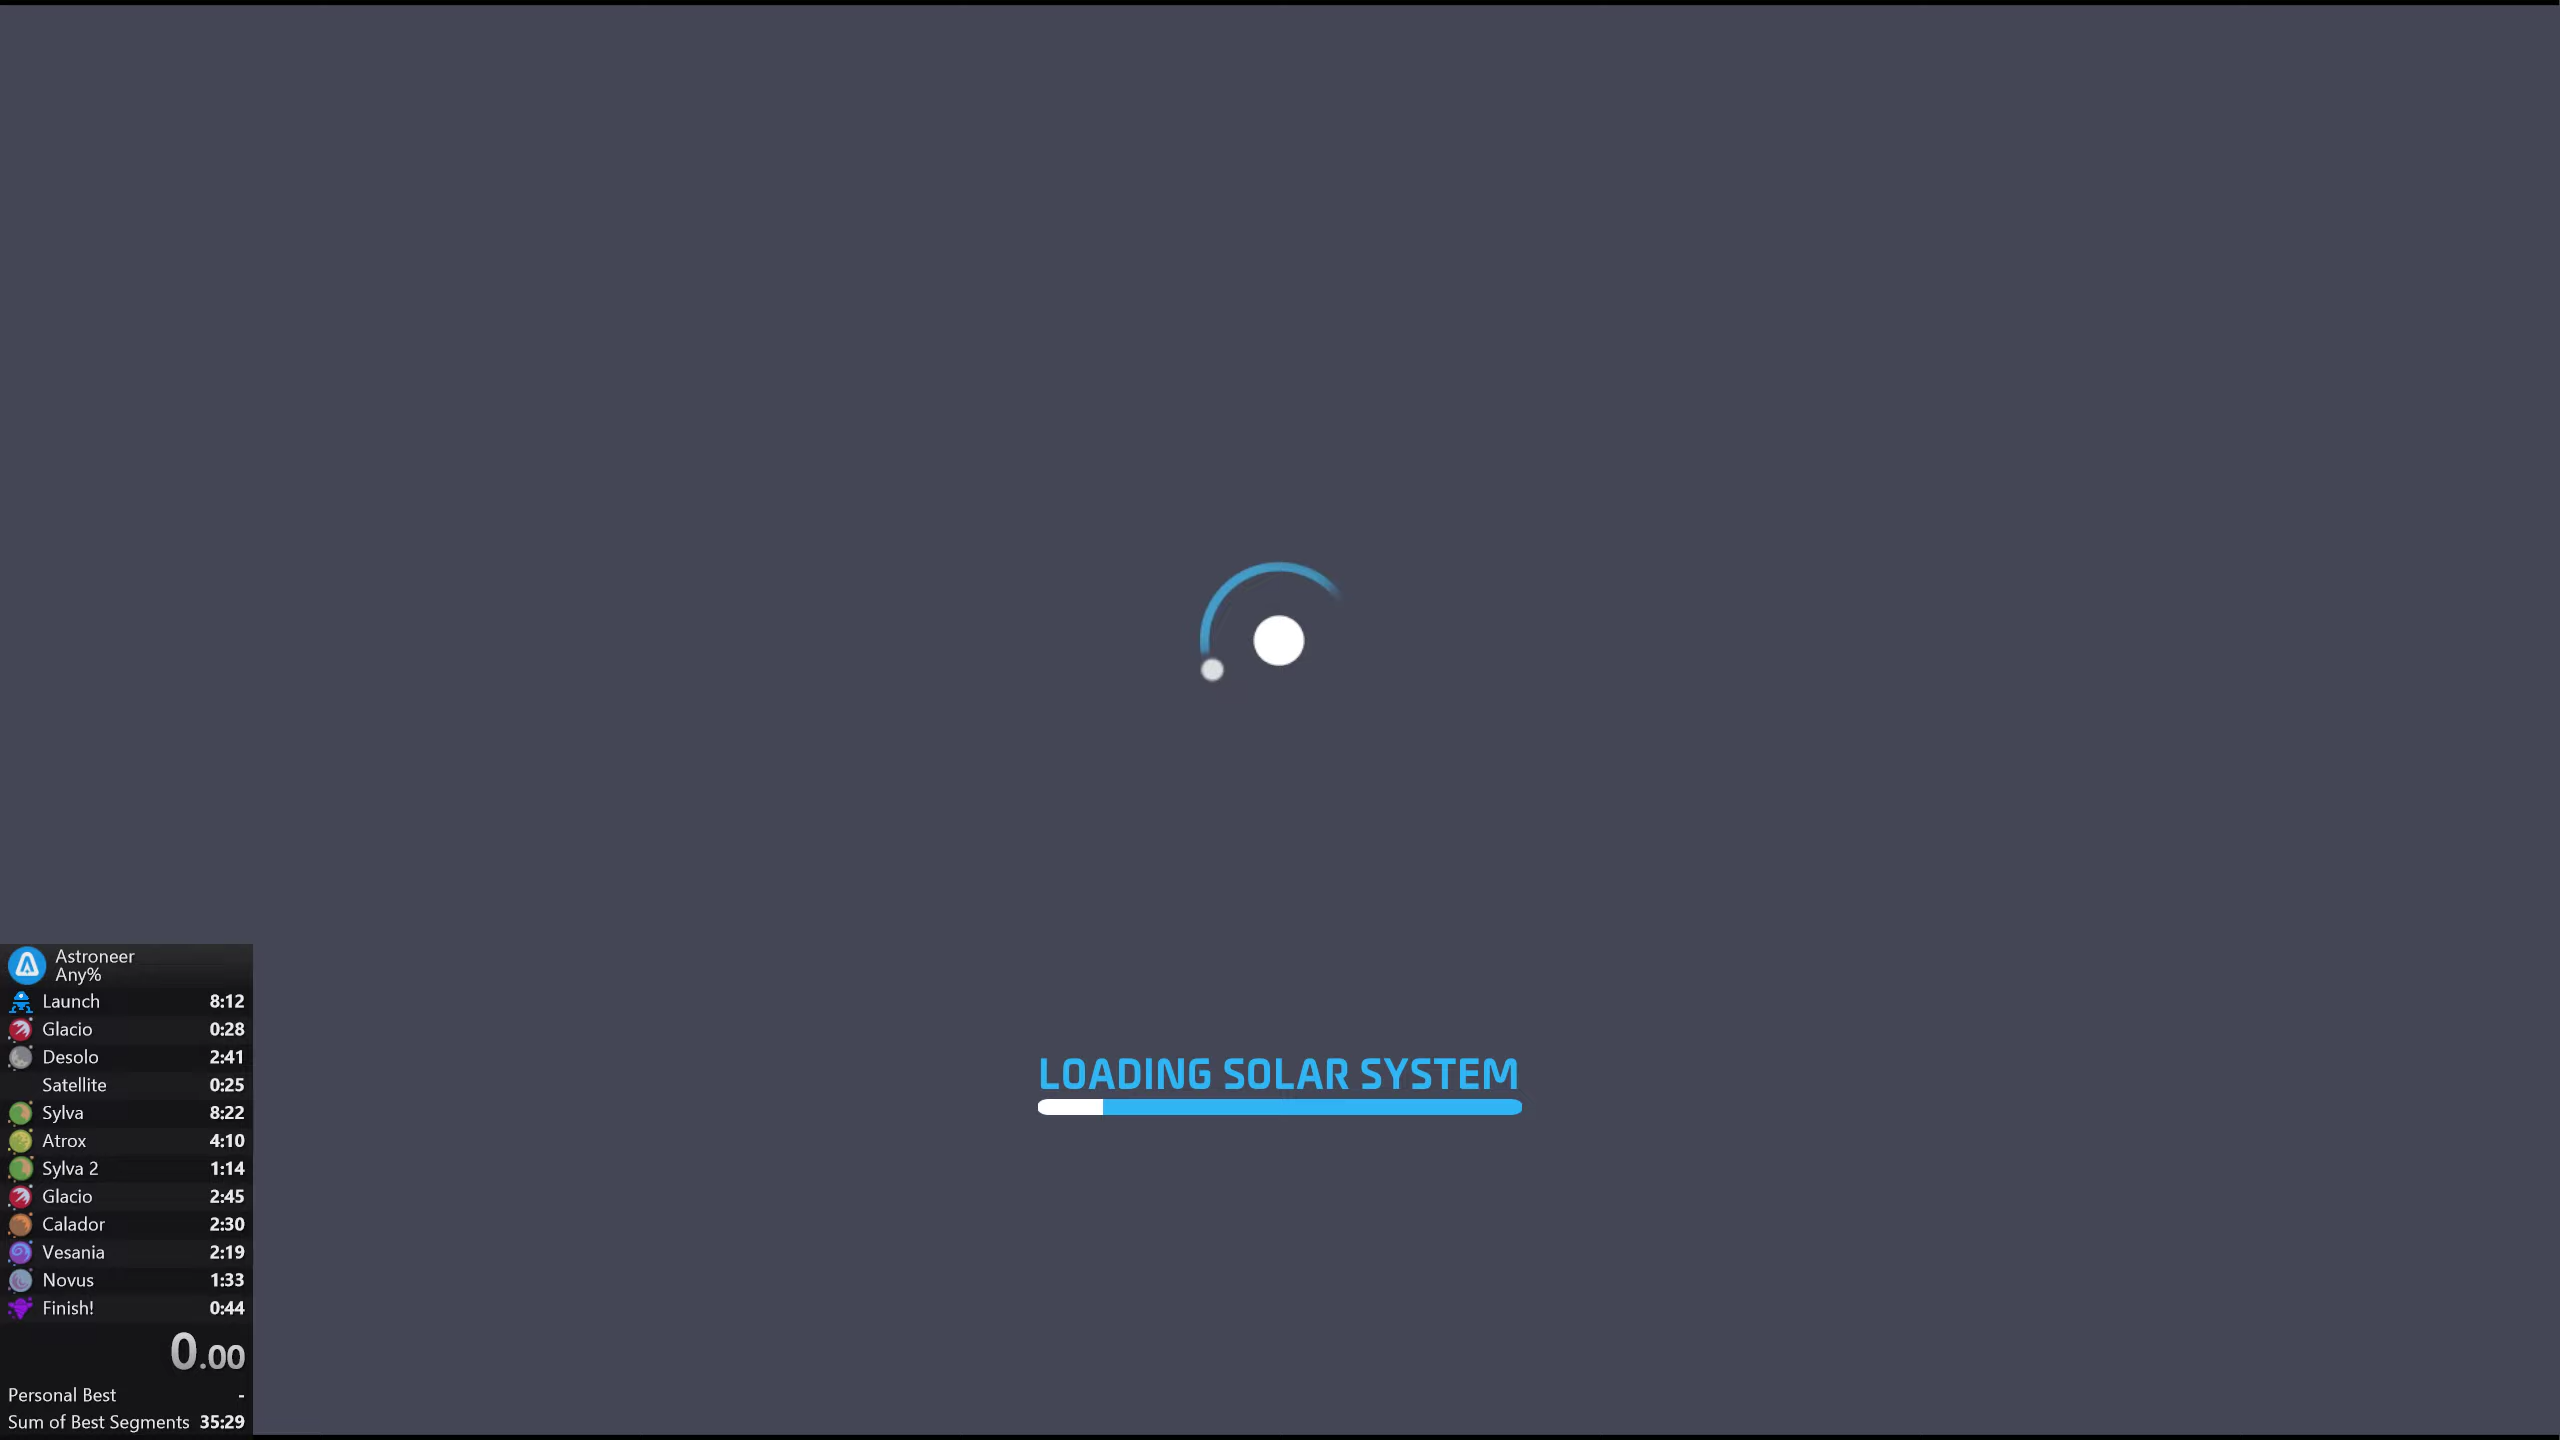 LOADING SOLAR SYSTEM
Astroneer
Any%
Launch 8:12
Glacio 0:28
Desolo 2:41
Satellite 0:25
Sylva 8:22
Atrox 4:10
Sylva 2 1:14
Glacio 2:45
Calador 2:30
Vesania 2:19
Novus 1:33
Finish! 0:44
0.00
Personal Best -
Sum of Best Segments 35:29